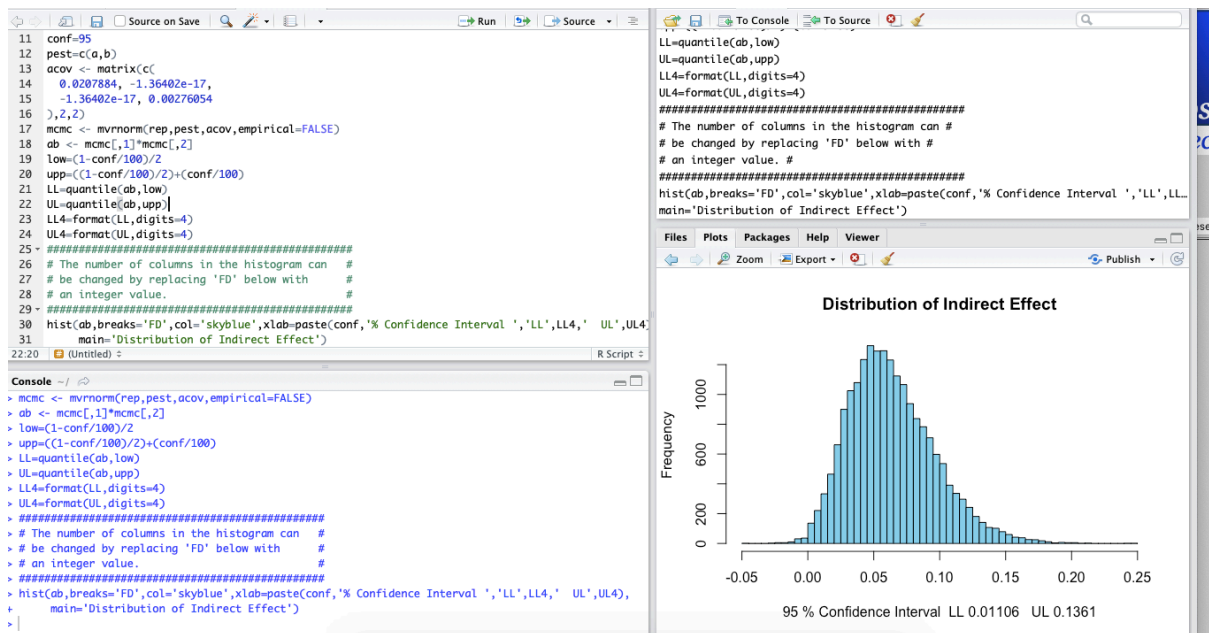 Source on Save
Run
Source
11 conf=95
12 pest=c(a,b)
13 acov <- matrix(c(
14 0.0207884, -1.36402e-17,
15 -1.36402e-17, 0.00276054
16 ),2,2)
17 mcmc <- mvrnorm(rep,pest,acov,empirical=FALSE)
18 ab <- mcmc[,1]*mcmc[,2]
19 low=(1-conf/100)/2
20 upp=((1-conf/100)/2)+(conf/100)
21 LL=quantile(ab,low)
22 UL=quantile(ab,upp)
23 LL4=format(LL,digits=4)
24 UL4=format(UL,digits=4)
25 ################################################
26 # The number of columns in the histogram can #
27 # be changed by replacing 'FD' below with #
28 # an integer value. #
29 ################################################
30 hist(ab,breaks='FD',col='skyblue',xlab=paste(conf,'% Confidence Interval ','LL',LL4,' UL',UL4)
31 main='Distribution of Indirect Effect')
22:20 (Untitled) R Script
Console ~/
> mcmc <- mvrnorm(rep,pest,acov,empirical=FALSE)
> ab <- mcmc[,1]*mcmc[,2]
> low=(1-conf/100)/2
> upp=((1-conf/100)/2)+(conf/100)
> LL=quantile(ab,low)
> UL=quantile(ab,upp)
> LL4=format(LL,digits=4)
> UL4=format(UL,digits=4)
> ################################################
> # The number of columns in the histogram can #
> # be changed by replacing 'FD' below with #
> # an integer value. #
> ################################################
> hist(ab,breaks='FD',col='skyblue',xlab=paste(conf,'% Confidence Interval ','LL',LL4,' UL',UL4),
+ main='Distribution of Indirect Effect')
>
To Console To Source
LL=quantile(ab,low)
UL=quantile(ab,upp)
LL4=format(LL,digits=4)
UL4=format(UL,digits=4)
################################################
# The number of columns in the histogram can #
# be changed by replacing 'FD' below with #
# an integer value. #
################################################
hist(ab,breaks='FD',col='skyblue',xlab=paste(conf,'% Confidence Interval ','LL',LL…
main='Distribution of Indirect Effect')
Files Plots Packages Help Viewer
Zoom Export Publish
Distribution of Indirect Effect
Frequency
1000
600
200
0
-0.05 0.00 0.05 0.10 0.15 0.20 0.25
95 % Confidence Interval LL 0.01106 UL 0.1361